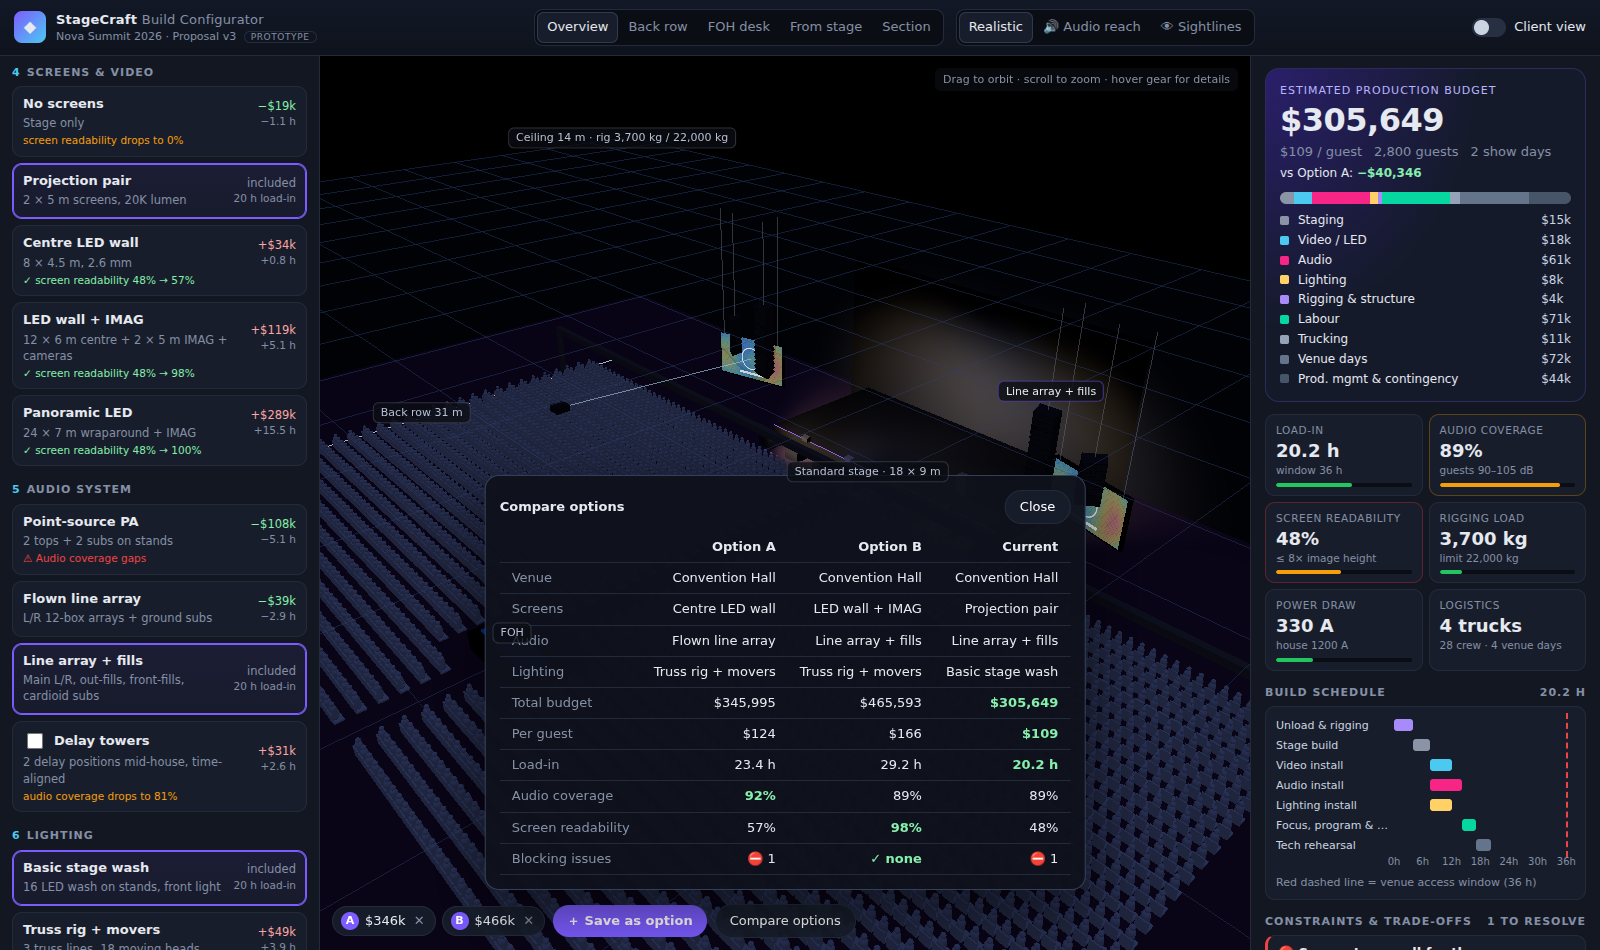 StageCraft Build Configurator
Nova Summit 2026 · Proposal v3 PROTOTYPE
Overview Back row FOH desk From stage Section
Realistic 🔊 Audio reach 👁 Sightlines
Client view
4 SCREENS & VIDEO
No screens −$19k
Stage only −1.1 h
screen readability drops to 0%
Projection pair included
2 × 5 m screens, 20K lumen 20 h load-in
Centre LED wall +$34k
8 × 4.5 m, 2.6 mm +0.8 h
✓ screen readability 48% → 57%
LED wall + IMAG +$119k
12 × 6 m centre + 2 × 5 m IMAG + +5.1 h
cameras
✓ screen readability 48% → 98%
Panoramic LED +$289k
24 × 7 m wraparound + IMAG +15.5 h
✓ screen readability 48% → 100%
5 AUDIO SYSTEM
Point-source PA −$108k
2 tops + 2 subs on stands −5.1 h
⚠ Audio coverage gaps
Flown line array −$39k
L/R 12-box arrays + ground subs −2.9 h
Line array + fills included
Main L/R, out-fills, front-fills, 20 h load-in
cardioid subs
Delay towers +$31k
2 delay positions mid-house, time- +2.6 h
aligned
audio coverage drops to 81%
6 LIGHTING
Basic stage wash included
16 LED wash on stands, front light 20 h load-in
Truss rig + movers +$49k
3 truss lines, 18 moving heads +3.9 h
Drag to orbit · scroll to zoom · hover gear for details
Ceiling 14 m · rig 3,700 kg / 22,000 kg
Line array + fills
Back row 31 m
Standard stage · 18 × 9 m
FOH
Compare options Close
Option A Option B Current
Venue Convention Hall Convention Hall Convention Hall
Screens Centre LED wall LED wall + IMAG Projection pair
Audio Flown line array Line array + fills Line array + fills
Lighting Truss rig + movers Truss rig + movers Basic stage wash
Total budget $345,995 $465,593 $305,649
Per guest $124 $166 $109
Load-in 23.4 h 29.2 h 20.2 h
Audio coverage 92% 89% 89%
Screen readability 57% 98% 48%
Blocking issues ⛔ 1 ✓ none ⛔ 1
A $346k ✕ B $466k ✕ + Save as option Compare options
ESTIMATED PRODUCTION BUDGET
$305,649
$109 / guest 2,800 guests 2 show days
vs Option A: −$40,346
Staging $15k
Video / LED $18k
Audio $61k
Lighting $8k
Rigging & structure $4k
Labour $71k
Trucking $11k
Venue days $72k
Prod. mgmt & contingency $44k
LOAD-IN
20.2 h
window 36 h
AUDIO COVERAGE
89%
guests 90–105 dB
SCREEN READABILITY
48%
≤ 8× image height
RIGGING LOAD
3,700 kg
limit 22,000 kg
POWER DRAW
330 A
house 1200 A
LOGISTICS
4 trucks
28 crew · 4 venue days
BUILD SCHEDULE 20.2 H
Unload & rigging
Stage build
Video install
Audio install
Lighting install
Focus, program & ...
Tech rehearsal
0h 6h 12h 18h 24h 30h 36h
Red dashed line = venue access window (36 h)
CONSTRAINTS & TRADE-OFFS 1 TO RESOLVE